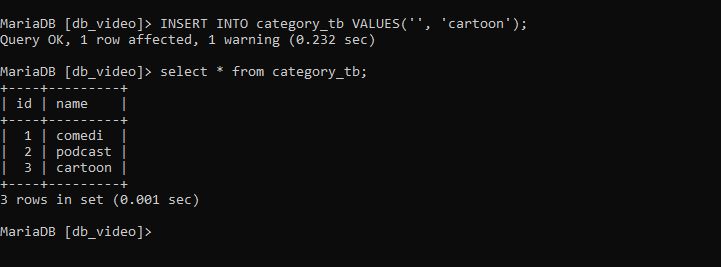 MariaDB [db_video]> INSERT INTO category_tb VALUES('', 'cartoon');
Query OK, 1 row affected, 1 warning (0.232 sec)
MariaDB [db_video]> select * from category_tb;
+----+---------+
| id | name    |
+----+---------+
|  1 | comedi  |
|  2 | podcast |
|  3 | cartoon |
+----+---------+
3 rows in set (0.001 sec)
MariaDB [db_video]>